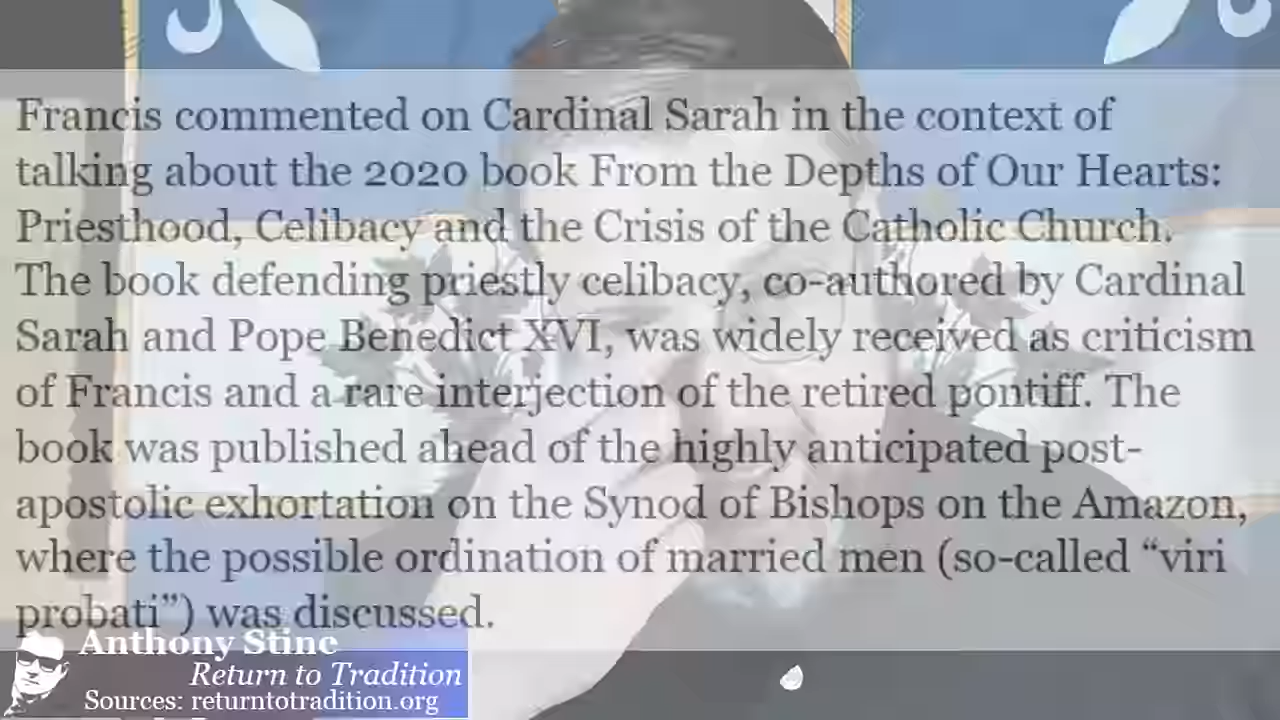 Francis commented on Cardinal Sarah in the context of
talking about the 2020 book From the Depths of Our Hearts:
Priesthood, Celibacy and the Crisis of the Catholic Church.
The book defending priestly celibacy, co-authored by Cardinal
Sarah and Pope Benedict XVI, was widely received as criticism
of Francis and a rare interjection of the retired pontiff. The
book was published ahead of the highly anticipated post-
apostolic exhortation on the Synod of Bishops on the Amazon,
where the possible ordination of married men (so-called “viri
probati”) was discussed.
Anthony Stine
Return to Tradition
Sources: returntotradition.org